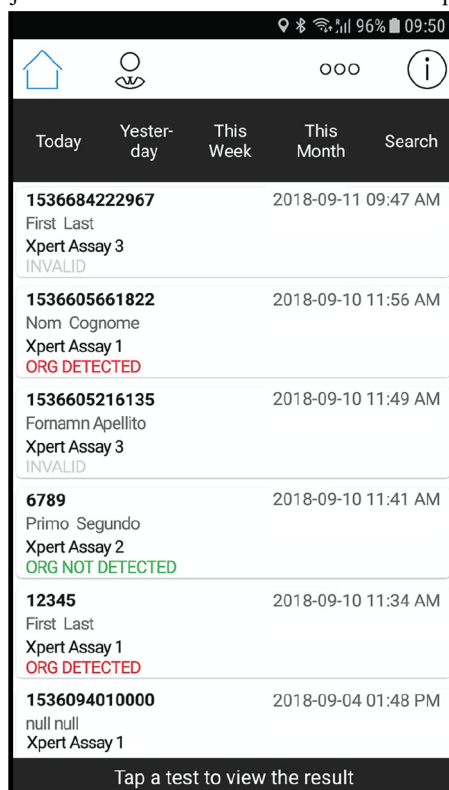 96% 09:50
Today
Yester-
day
This
Week
This
Month
Search
1536684222967 2018-09-11 09:47 AM
First Last
Xpert Assay 3
INVALID
1536605661822 2018-09-10 11:56 AM
Nom Cognome
Xpert Assay 1
ORG DETECTED
1536605216135 2018-09-10 11:49 AM
Fornamn Apellito
Xpert Assay 3
INVALID
6789 2018-09-10 11:41 AM
Primo Segundo
Xpert Assay 2
ORG NOT DETECTED
12345 2018-09-10 11:34 AM
First Last
Xpert Assay 1
ORG DETECTED
1536094010000 2018-09-04 01:48 PM
null null
Xpert Assay 1
Tap a test to view the result